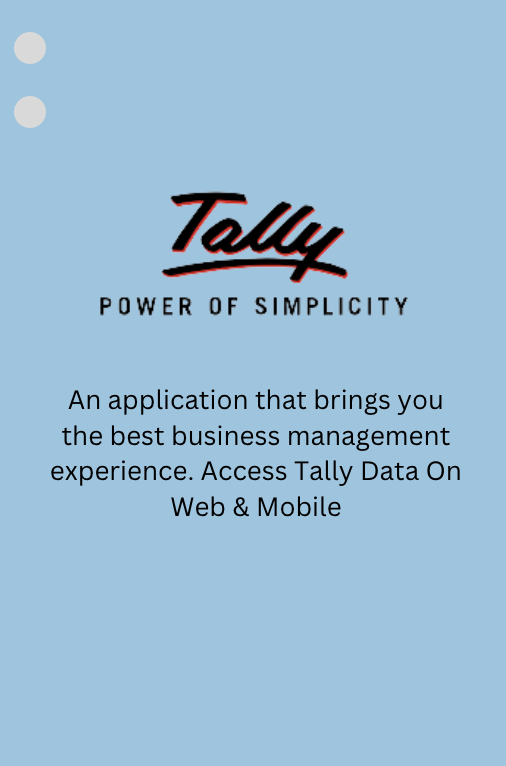 Tally
POWER OF SIMPLICITY
An application that brings you
the best business management
experience. Access Tally Data On
Web & Mobile